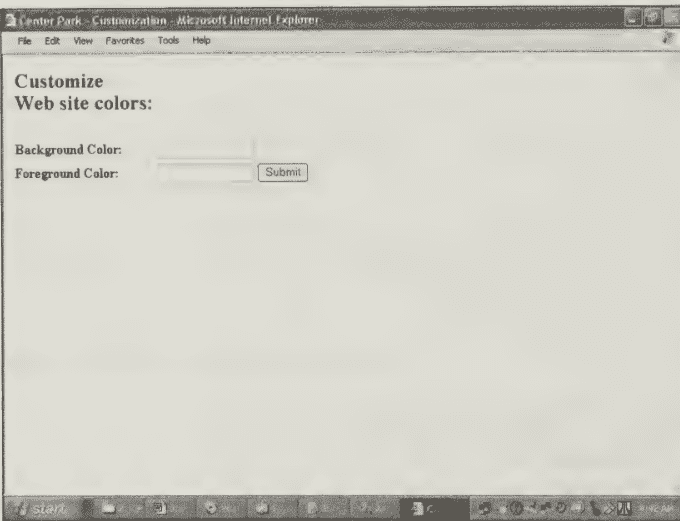 Center Park - Customization - Microsoft Internet Explorer
File Edit View Favorites Tools Help
Customize
Web site colors:
Background Color:
Foreground Color:
Submit
start